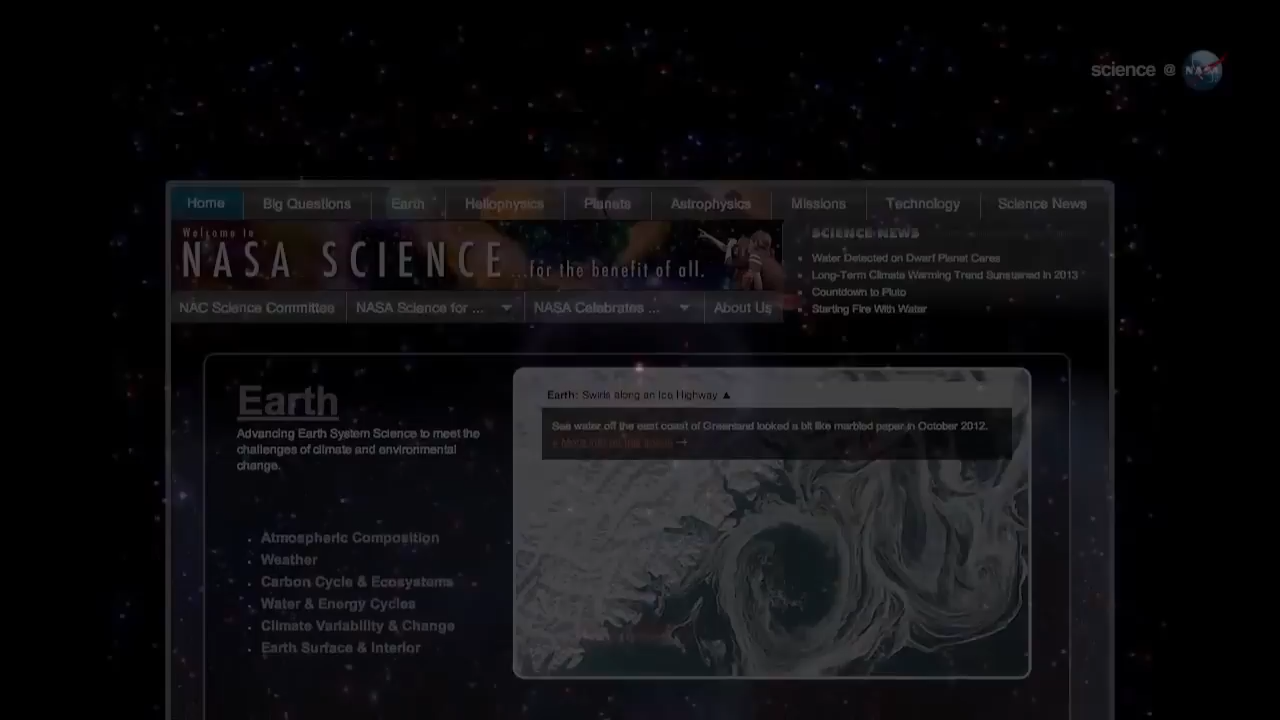 science @ NASA
Home Big Questions Earth Heliophysics Planets Astrophysics Missions Technology Science News
Welcome to
NASA SCIENCE ...for the benefit of all.
SCIENCE NEWS
Water Detected on Dwarf Planet Ceres
Long-Term Climate Warming Trend Sunstained in 2013
Countdown to Pluto
Starting Fire With Water
NAC Science Committee NASA Science for ... NASA Celebrates ... About Us
Earth
Advancing Earth System Science to meet the
challenges of climate and environmental
change.
Atmospheric Composition
Weather
Carbon Cycle & Ecosystems
Water & Energy Cycles
Climate Variability & Change
Earth Surface & Interior
Earth: Swirls along an Ice Highway
Sea water off the east coast of Greenland looked a bit like marbled paper in October 2012.